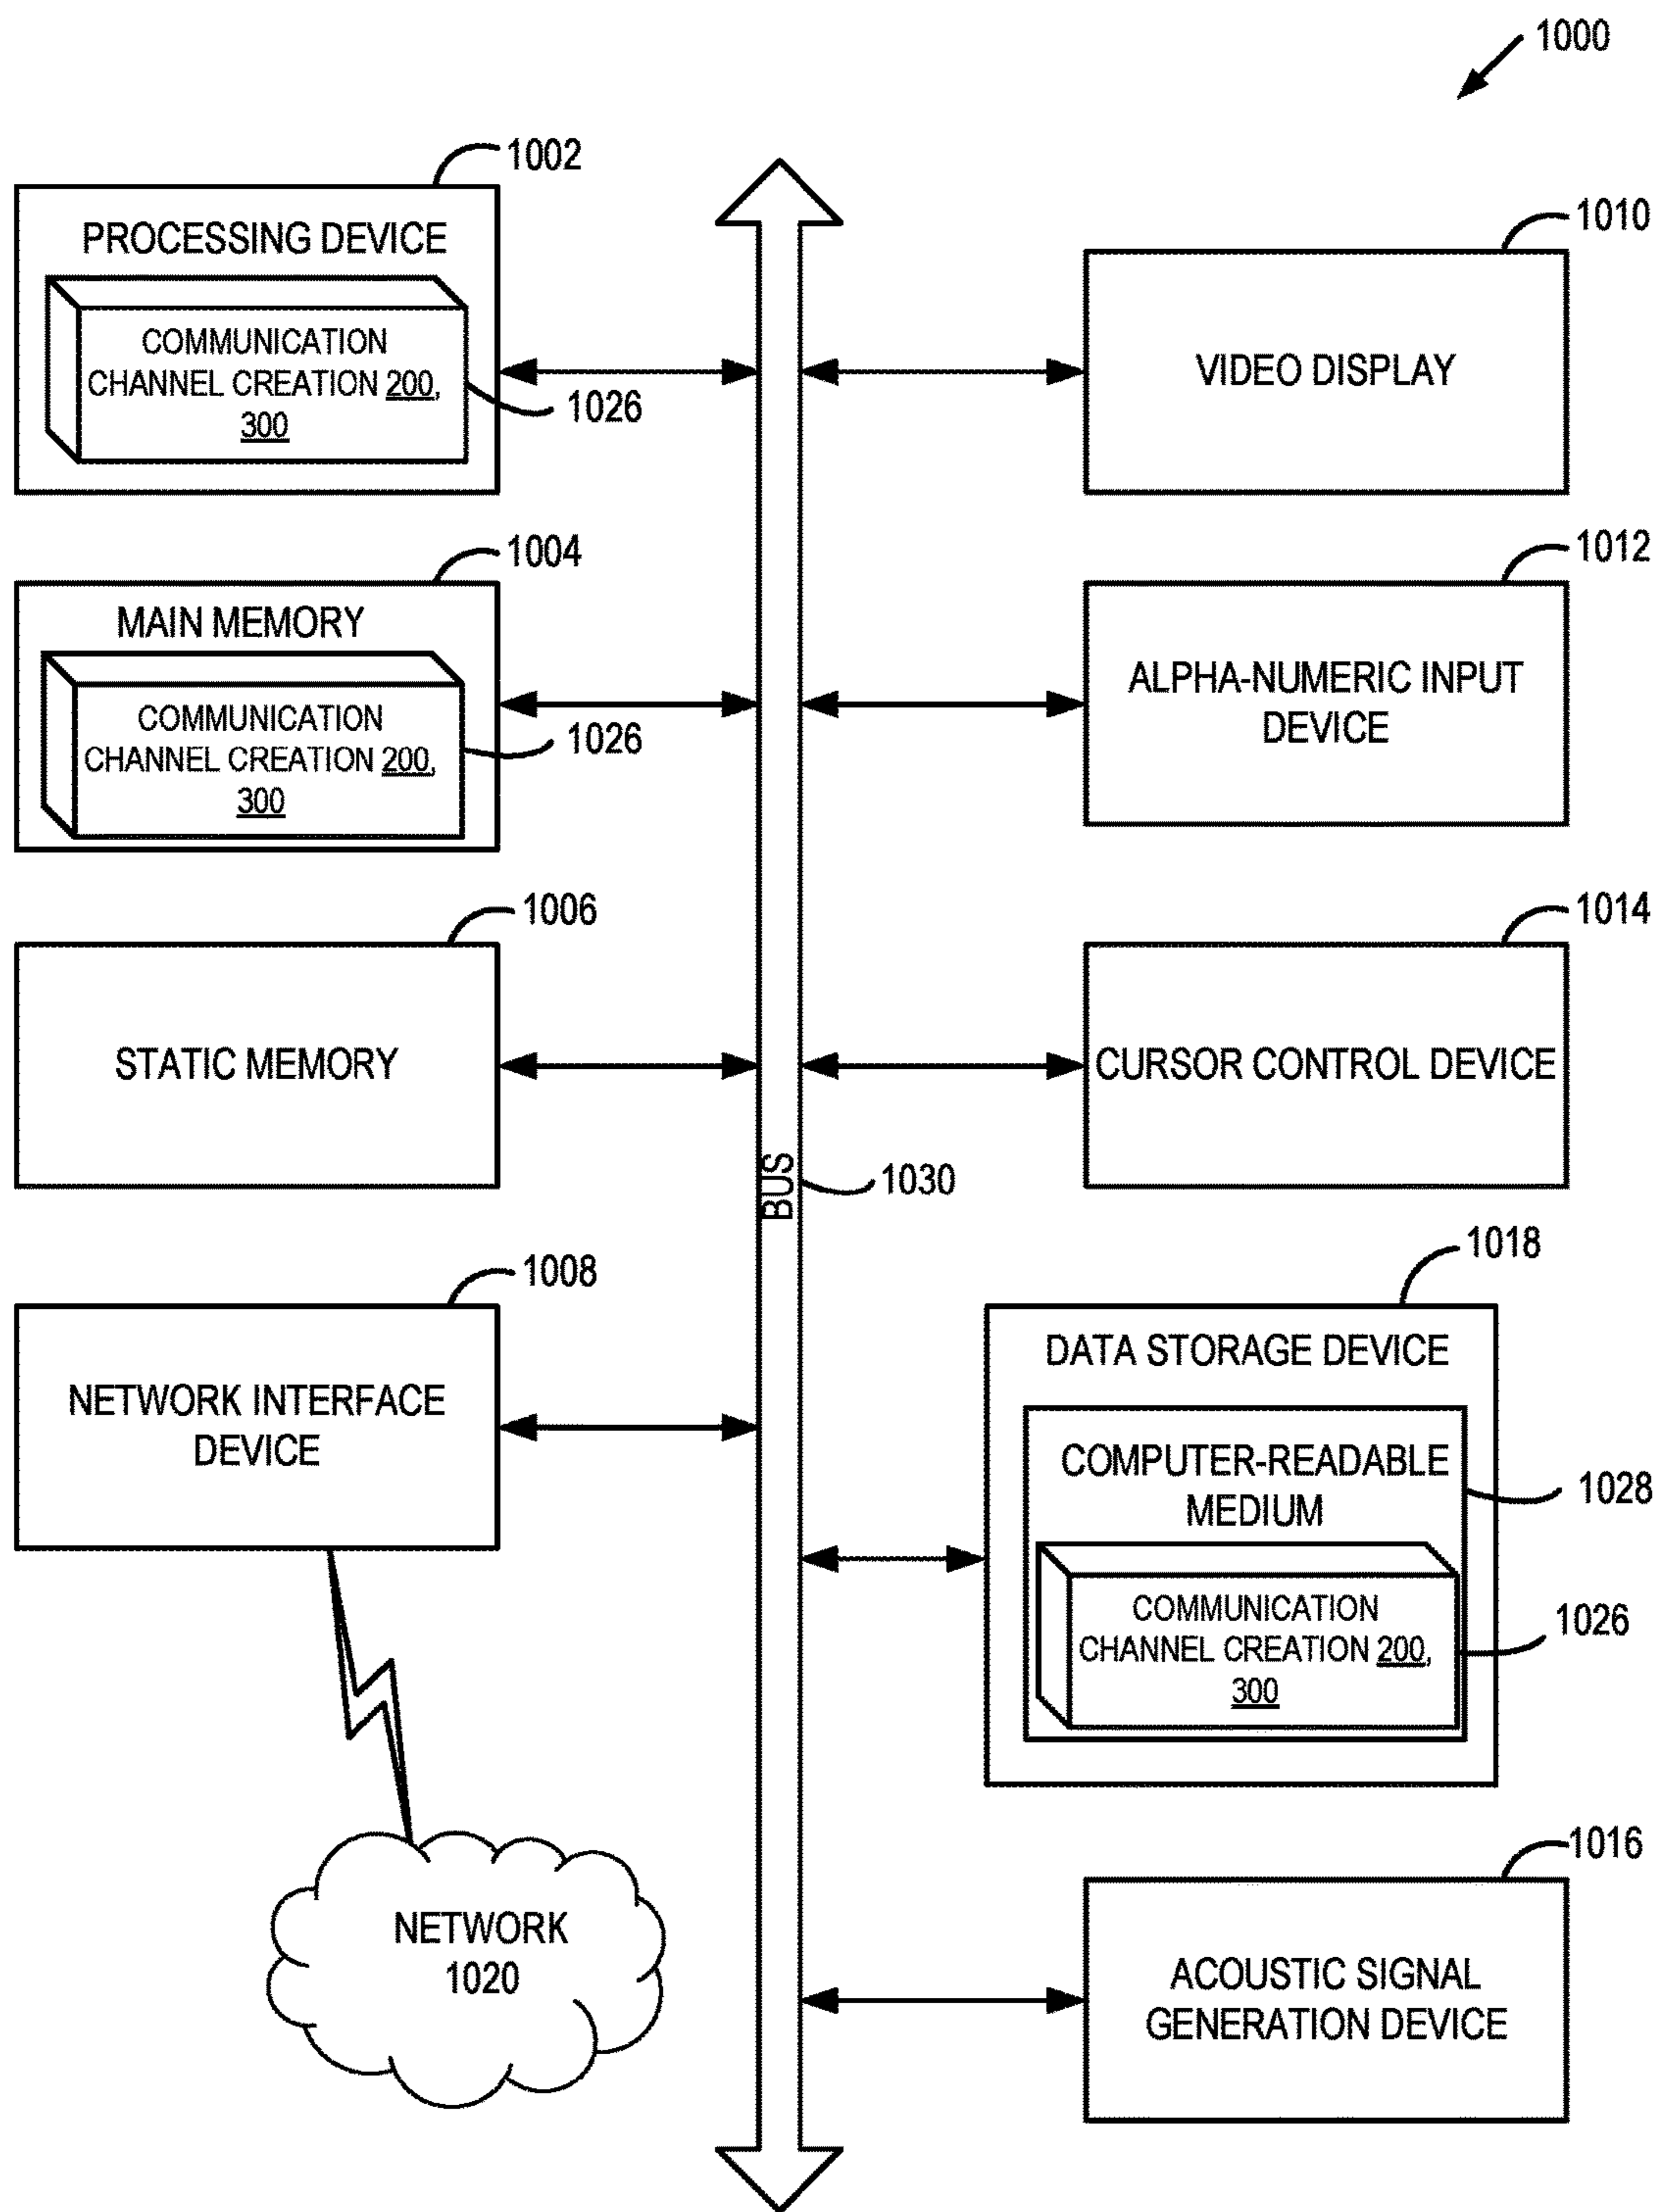 1000
1002
PROCESSING DEVICE
COMMUNICATION
CHANNEL CREATION 200,
300
1026
1004
MAIN MEMORY
COMMUNICATION
CHANNEL CREATION 200,
300
1026
1006
STATIC MEMORY
1008
NETWORK INTERFACE
DEVICE
NETWORK
1020
BUS
1030
1010
VIDEO DISPLAY
1012
ALPHA-NUMERIC INPUT
DEVICE
1014
CURSOR CONTROL DEVICE
1018
DATA STORAGE DEVICE
COMPUTER-READABLE
MEDIUM
1028
COMMUNICATION
CHANNEL CREATION 200,
300
1026
1016
ACOUSTIC SIGNAL
GENERATION DEVICE